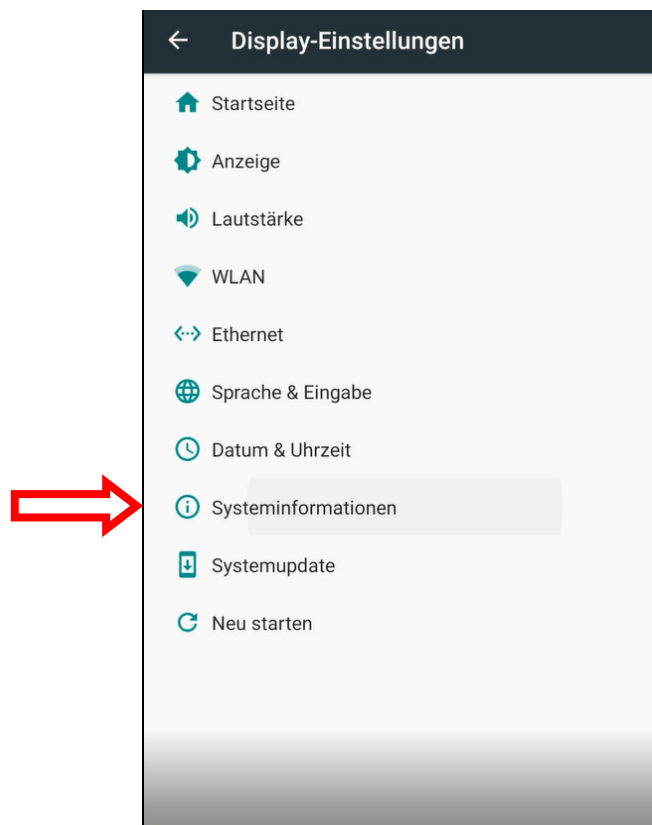 Display-Einstellungen
Startseite
Anzeige
Lautstärke
WLAN
Ethernet
Sprache & Eingabe
Datum & Uhrzeit
Systeminformationen
Systemupdate
Neu starten